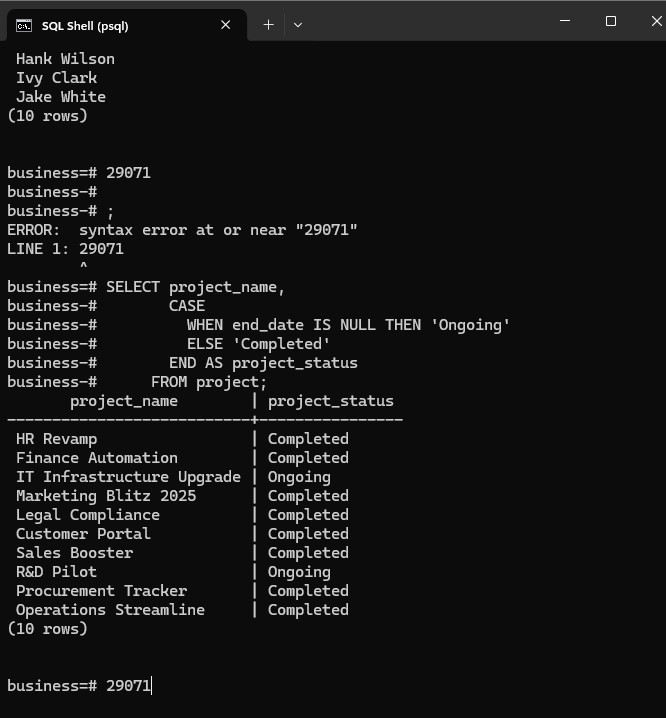 SQL Shell (psql)
 Hank Wilson
 Ivy Clark
 Jake White
(10 rows)
business=# 29071
business-#
business-# ;
ERROR:  syntax error at or near "29071"
LINE 1: 29071
        ^
business=# SELECT project_name,
business-#        CASE
business-#          WHEN end_date IS NULL THEN 'Ongoing'
business-#          ELSE 'Completed'
business-#        END AS project_status
business-#      FROM project;
       project_name        | project_status
---------------------------+----------------
 HR Revamp                 | Completed
 Finance Automation        | Completed
 IT Infrastructure Upgrade | Ongoing
 Marketing Blitz 2025      | Completed
 Legal Compliance          | Completed
 Customer Portal           | Completed
 Sales Booster             | Completed
 R&D Pilot                 | Ongoing
 Procurement Tracker       | Completed
 Operations Streamline     | Completed
(10 rows)
business=# 29071